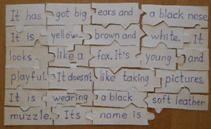 It has got big ears and a black nose.
It is yellow, brown and white. It
looks like a fox. It's young and
playful. It doesn't like taking pictures.
It is wearing a black soft leather
muzzle. Its name is